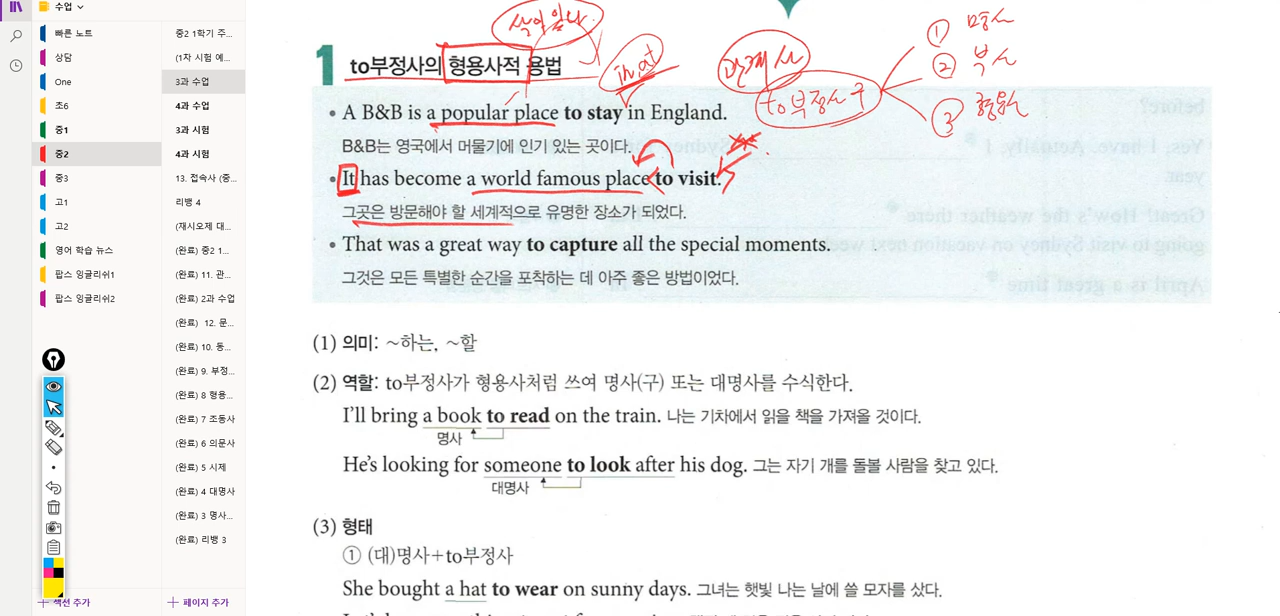 수업
빠른 노트
상담
One
초6
중1
중2
중3
고1
고2
영어 학습 뉴스
팝스 잉글리쉬1
팝스 잉글리쉬2
섹션 추가
중2 1학기 주...
(1차 시험 예...
3과 수업
4과 수업
3과 시험
4과 시험
13. 접속사 (중...
리뱅 4
(재시오제 대...
(완료) 중2 1...
(완료) 11. 관...
(완료) 2과 수업
(완료) 12. 문...
(완료) 10. 동...
(완료) 9. 부정...
(완료) 8 형용...
(완료) 7 조동사
(완료) 6 의문사
(완료) 5 시제
(완료) 4 대명사
(완료) 3 명사...
(완료) 리뱅 3
페이지 추가
in, at
to부정사구
① 명사
② 부사
③ 형용사
1 to부정사의 형용사적 용법
• A B&B is a popular place to stay in England.
B&B는 영국에서 머물기에 인기 있는 곳이다.
• It has become a world famous place to visit.
그곳은 방문해야 할 세계적으로 유명한 장소가 되었다.
• That was a great way to capture all the special moments.
그것은 모든 특별한 순간을 포착하는 데 아주 좋은 방법이었다.
(1) 의미: ~하는, ~할
(2) 역할: to부정사가 형용사처럼 쓰여 명사(구) 또는 대명사를 수식한다.
I'll bring a book to read on the train. 나는 기차에서 읽을 책을 가져올 것이다.
명사
He's looking for someone to look after his dog. 그는 자기 개를 돌볼 사람을 찾고 있다.
대명사
(3) 형태
① (대)명사+to부정사
She bought a hat to wear on sunny days. 그녀는 햇빛 나는 날에 쓸 모자를 샀다.